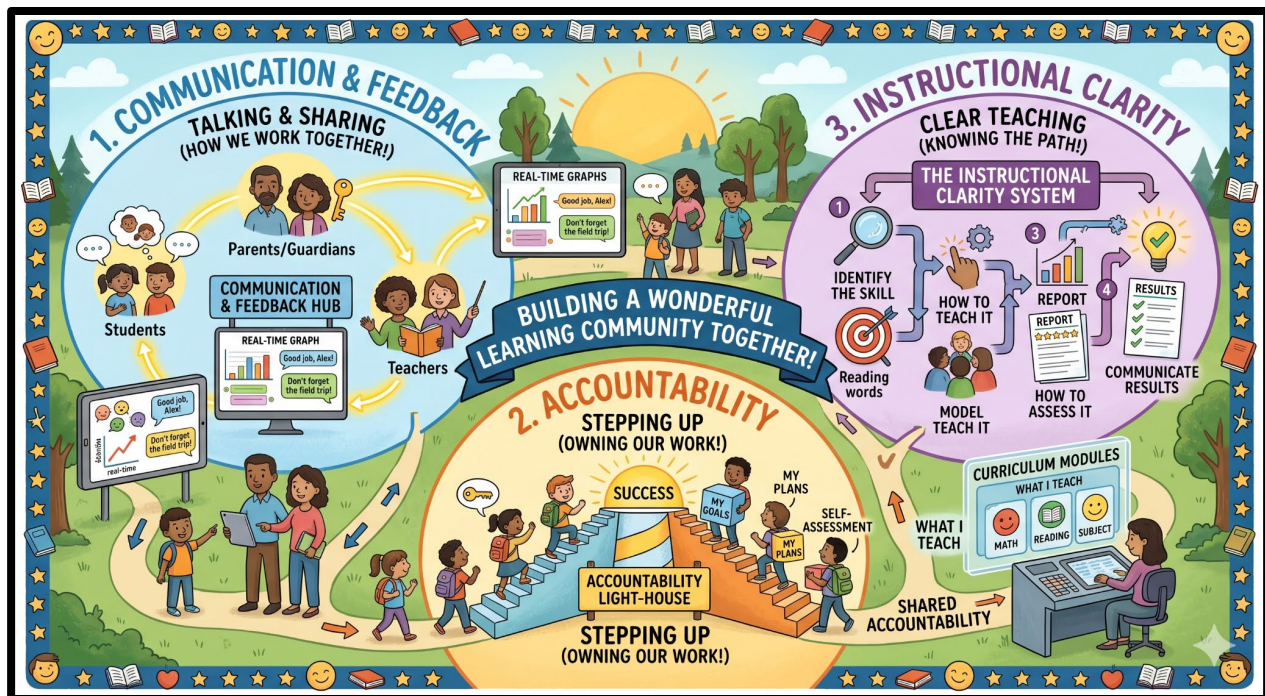 1. COMMUNICATION & FEEDBACK
TALKING & SHARING
(HOW WE WORK TOGETHER!)
Parents/Guardians
Students
COMMUNICATION
& FEEDBACK HUB
REAL-TIME GRAPH
Good job, Alex!
Don't forget
the field trip!
Teachers
Good job,
Alex!
Don't forget
the field trip!
real-time
REAL-TIME GRAPHS
Good job, Alex!
Don't forget
the field trip!
BUILDING A WONDERFUL
LEARNING COMMUNITY TOGETHER!
2. ACCOUNTABILITY
STEPPING UP
(OWNING OUR WORK!)
SUCCESS
MY
GOALS
MY
PLANS
MY
PLANS
SELF-
ASSESSMENT
ACCOUNTABILITY
LIGHT-HOUSE
STEPPING UP
(OWNING OUR WORK!)
3. INSTRUCTIONAL CLARITY
CLEAR TEACHING
(KNOWING THE PATH!)
THE INSTRUCTIONAL
CLARITY SYSTEM
1
IDENTIFY
THE SKILL
Reading
words
HOW TO
TEACH IT
MODEL
TEACH IT
3
REPORT
REPORT
HOW TO
ASSESS IT
4
RESULTS
COMMUNICATE
RESULTS
CURRICULUM MODULES
WHAT I TEACH
MATH
READING
SUBJECT
WHAT I
TEACH
SHARED
ACCOUNTABILITY